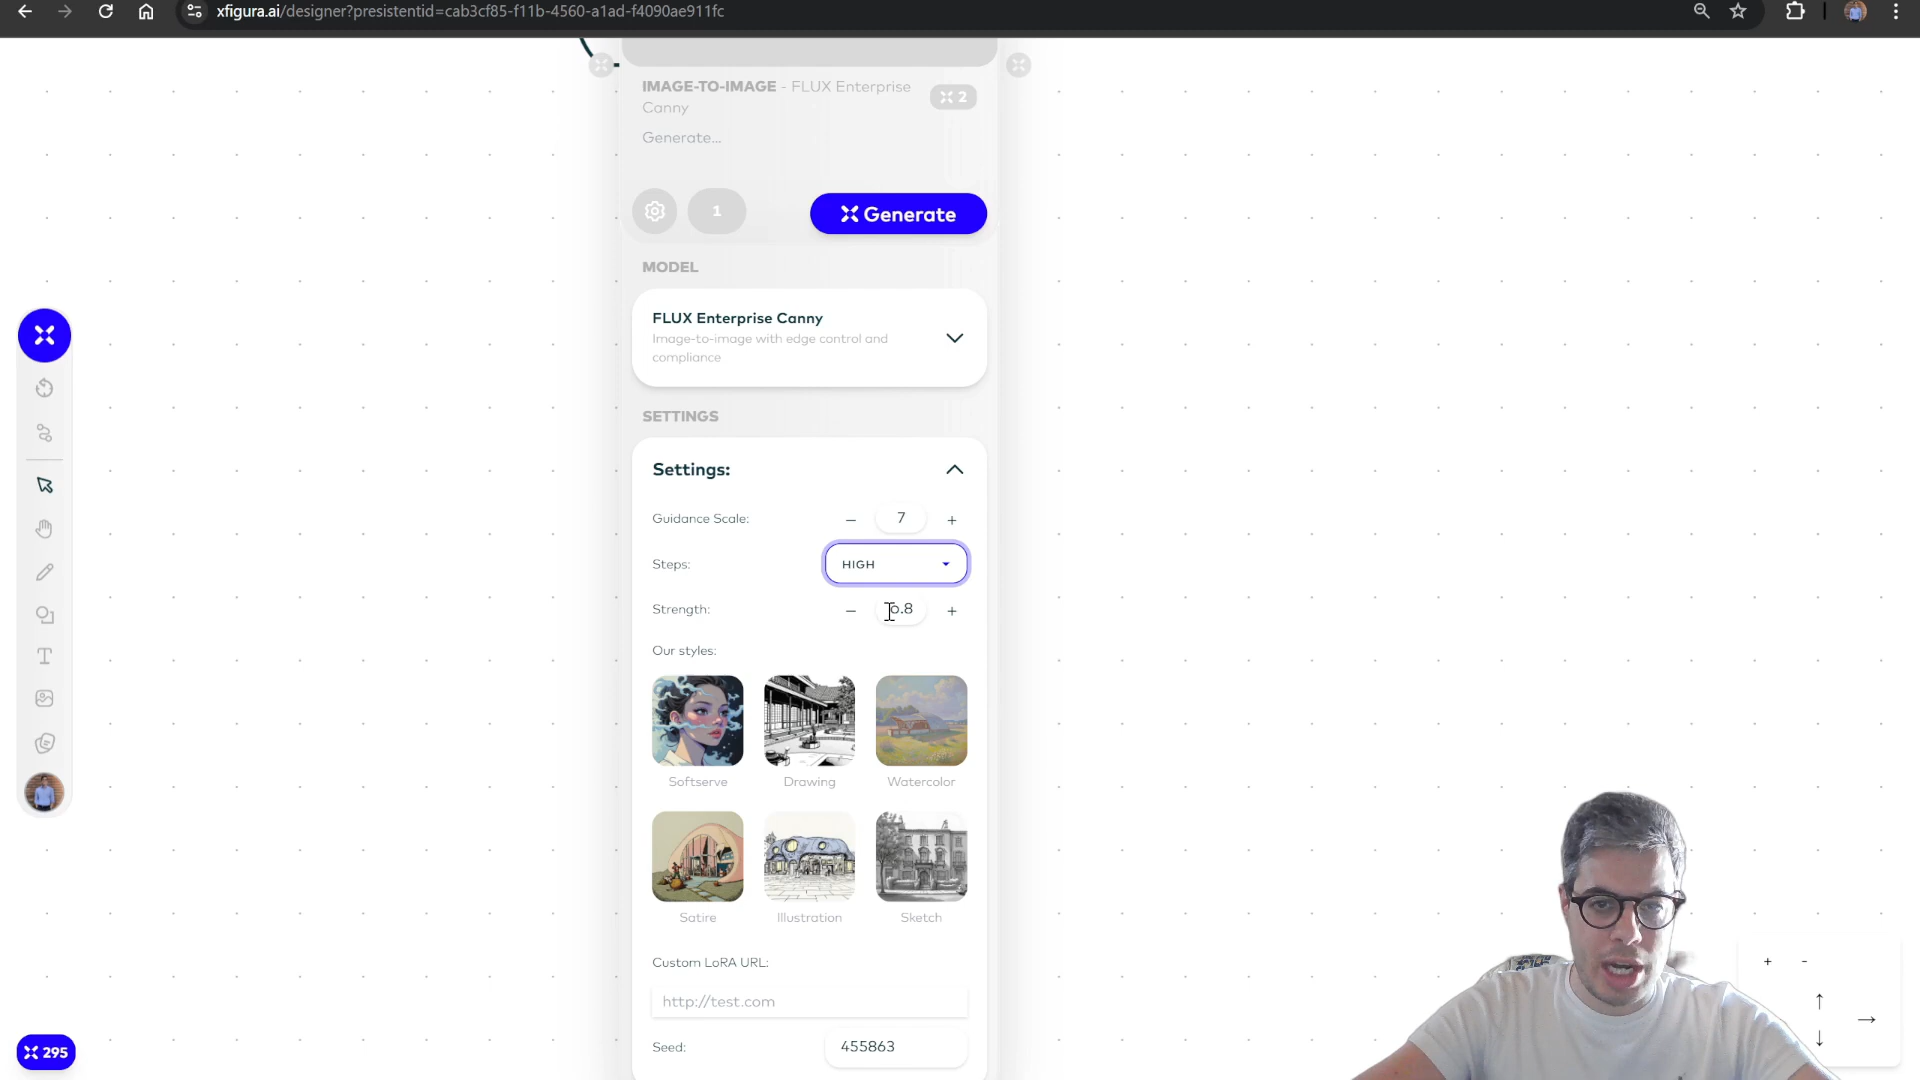 xfigura.ai/designer?presistentid=cab3cf85-f11b-4560-a1ad-f4090ae911fc
IMAGE-TO-IMAGE - FLUX Enterprise
Canny
2
Generate...
1
Generate
MODEL
FLUX Enterprise Canny
Image-to-image with edge control and
compliance
SETTINGS
Settings:
Guidance Scale:
− 7 +
Steps:
HIGH
Strength:
− 0.8 +
Our styles:
Softserve
Drawing
Watercolor
Satire
Illustration
Sketch
Custom LoRA URL:
http://test.com
Seed:
455863
295
+ -